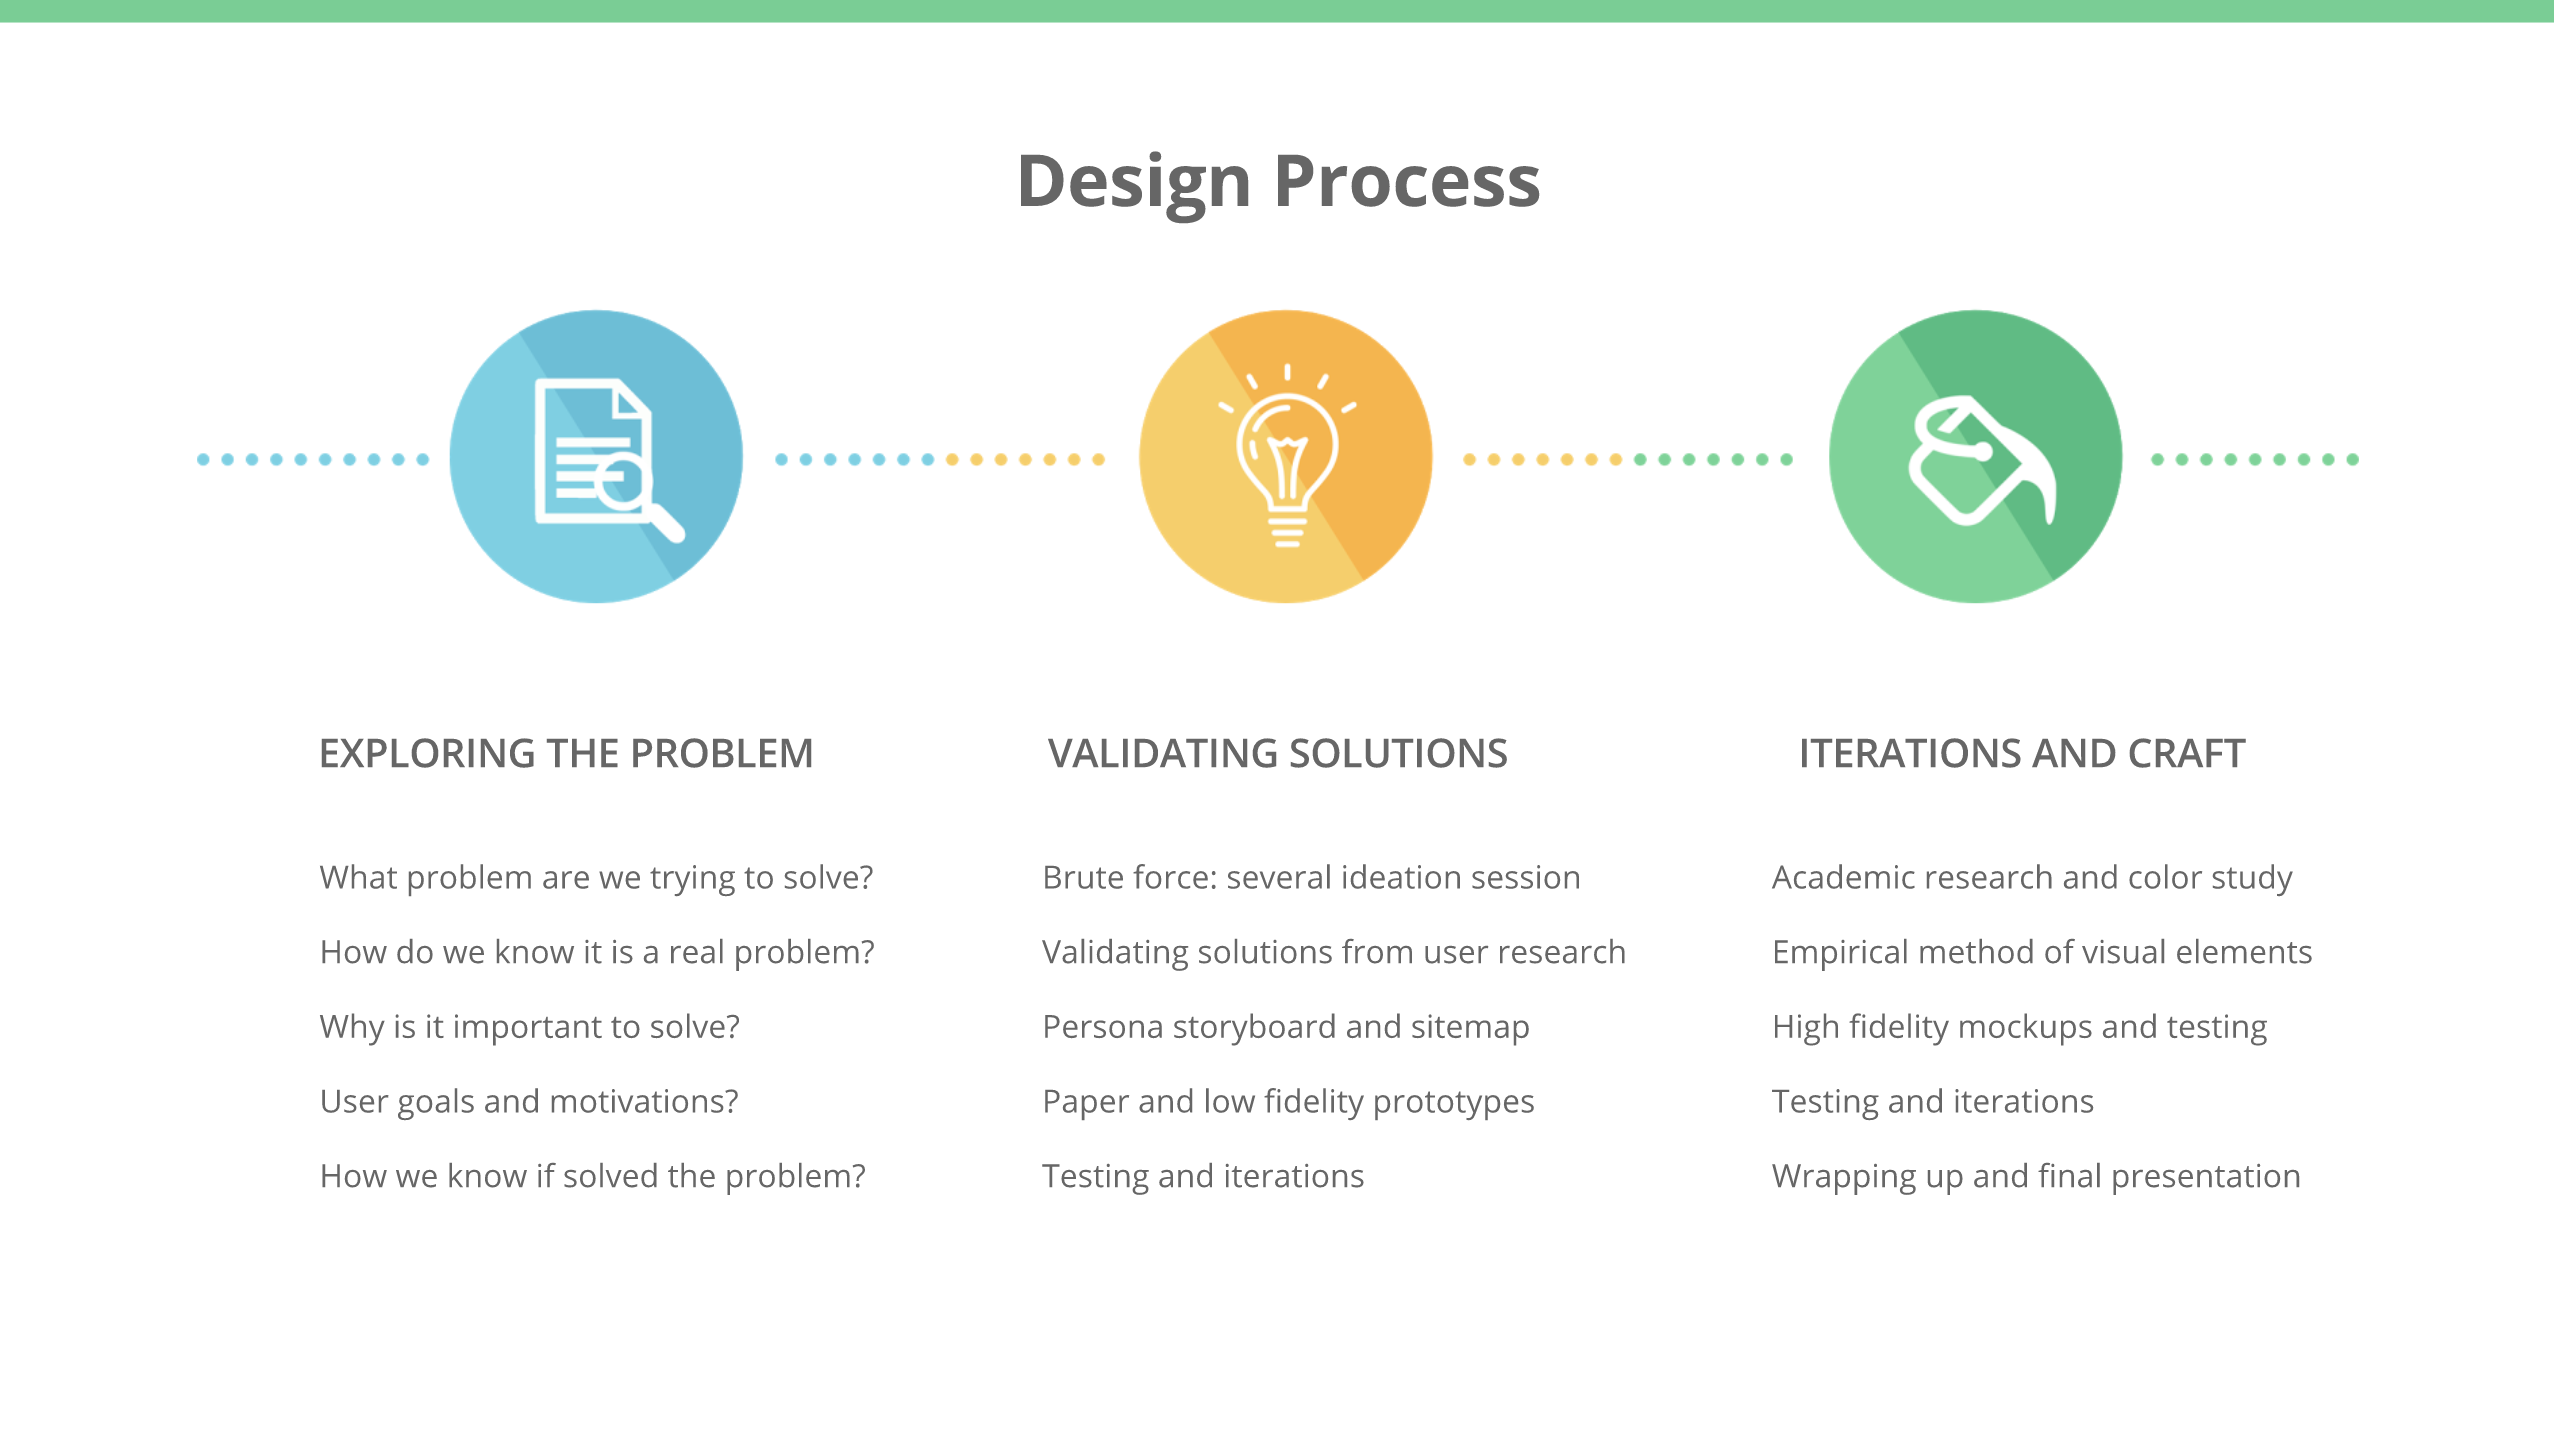 Design Process
EXPLORING THE PROBLEM
What problem are we trying to solve?
How do we know it is a real problem?
Why is it important to solve?
User goals and motivations?
How we know if solved the problem?
VALIDATING SOLUTIONS
Brute force: several ideation session
Validating solutions from user research
Persona storyboard and sitemap
Paper and low fidelity prototypes
Testing and iterations
ITERATIONS AND CRAFT
Academic research and color study
Empirical method of visual elements
High fidelity mockups and testing
Testing and iterations
Wrapping up and final presentation